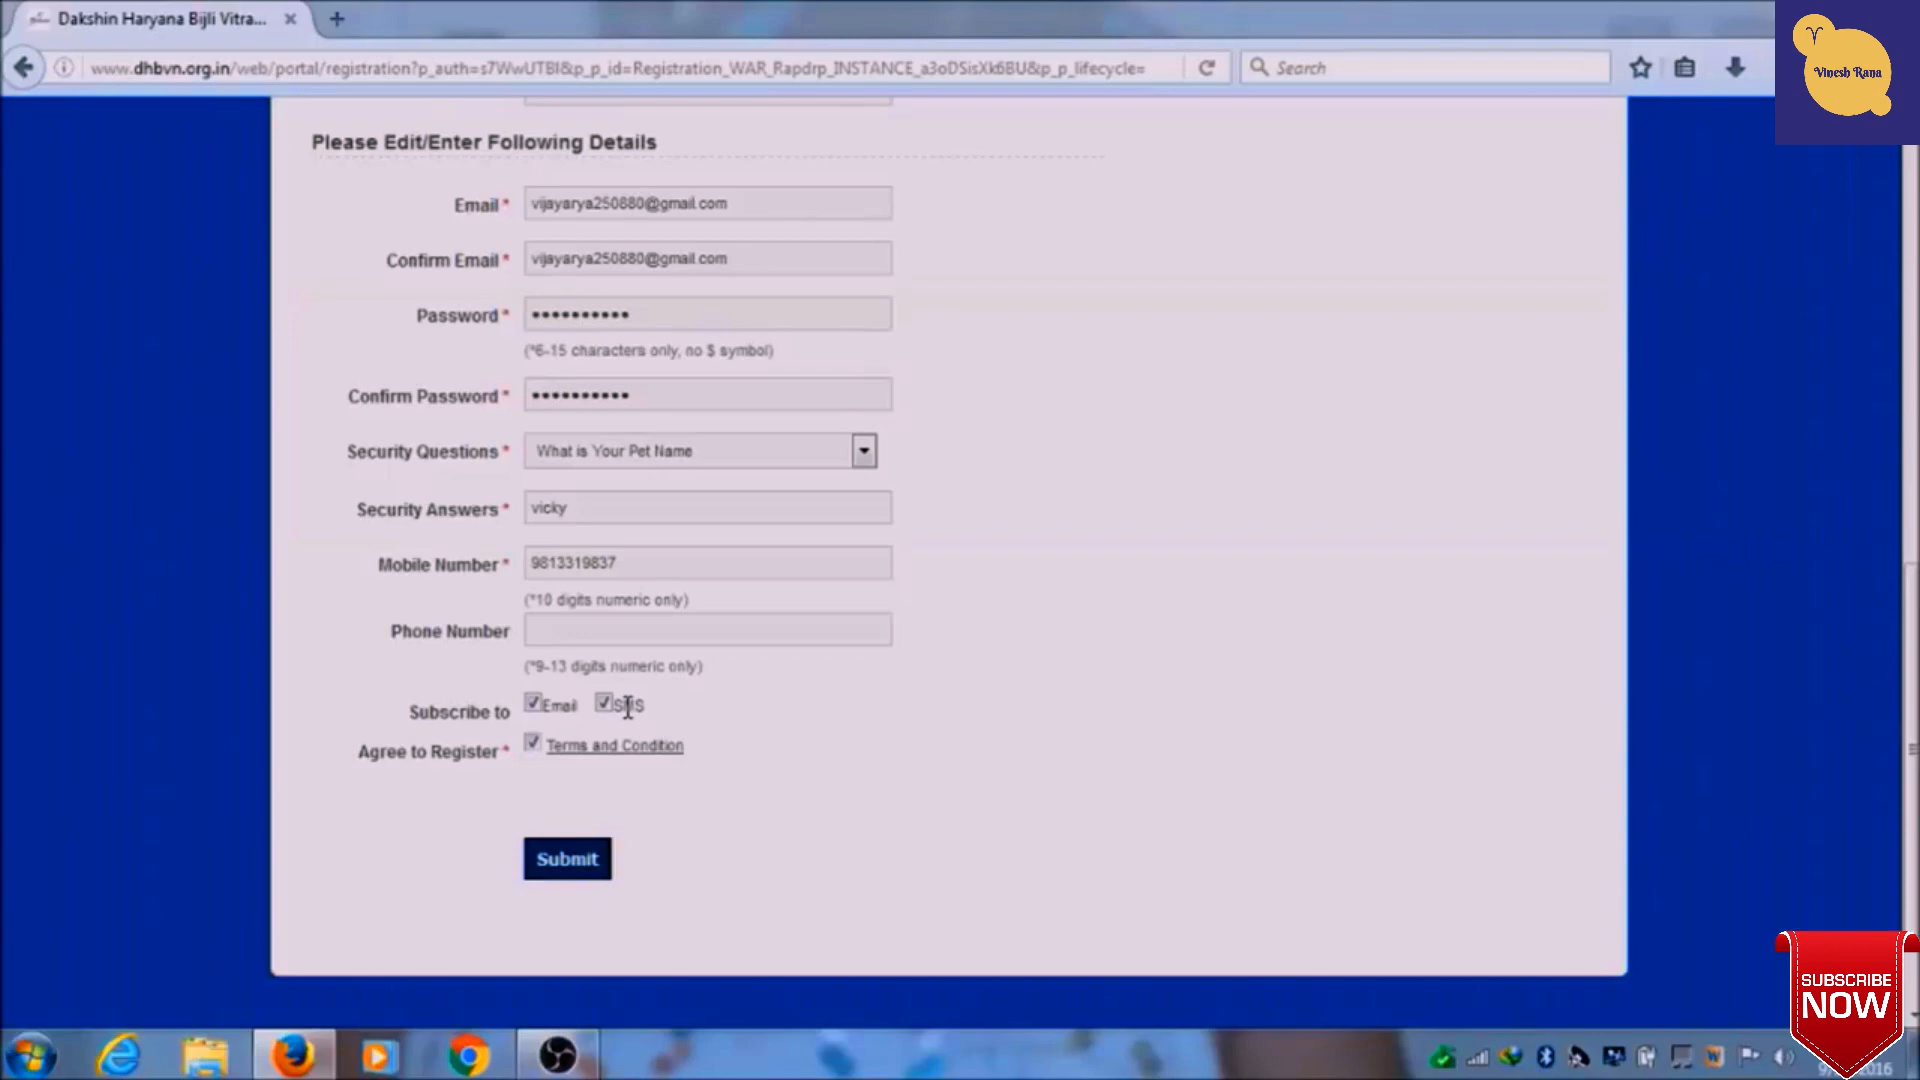 Dakshin Haryana Bijli Vitra...
www.dhbvn.org.in/web/portal/registration?p_auth=s7WwUTBI&p_p_id=Registration_WAR_Rapdrp_INSTANCE_a3oDSisXk6BU&p_p_lifecycle=
Search
Vinesh Rana
Please Edit/Enter Following Details
Email * vijayarya250880@gmail.com
Confirm Email * vijayarya250880@gmail.com
Password * ••••••••••
(*6-15 characters only, no $ symbol)
Confirm Password * ••••••••••
Security Questions * What is Your Pet Name
Security Answers * vicky
Mobile Number * 9813319837
(*10 digits numeric only)
Phone Number
(*9-13 digits numeric only)
Subscribe to Email SMS
Agree to Register * Terms and Condition
Submit
SUBSCRIBE
NOW